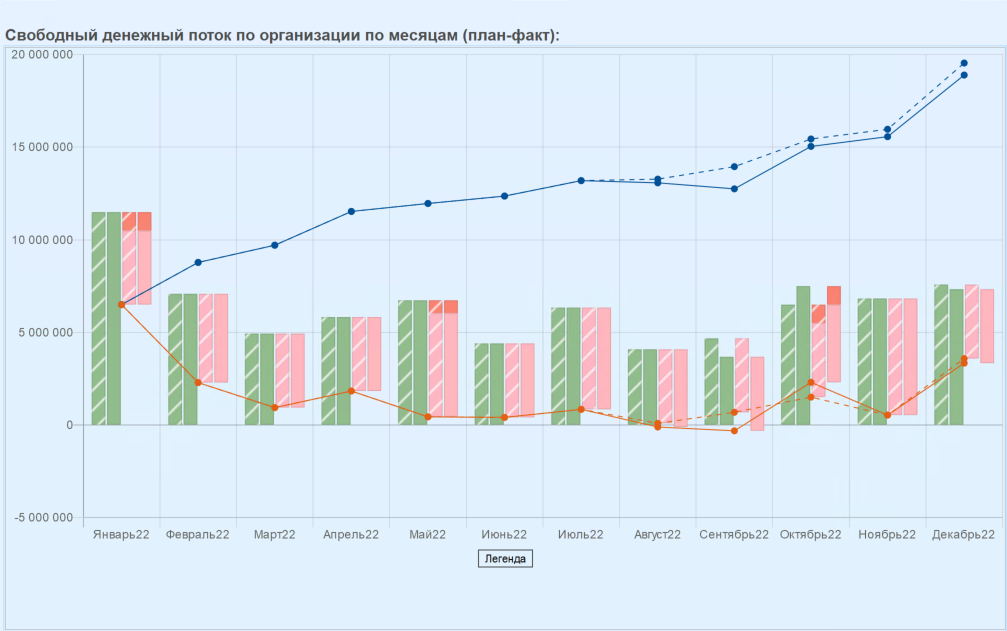 Свободный денежный поток по организации по месяцам (план-факт):
20 000 000
15 000 000
10 000 000
5 000 000
0
-5 000 000
Январь22 Февраль22 Март22 Апрель22 Май22 Июнь22 Июль22 Август22 Сентябрь22 Октябрь22 Ноябрь22 Декабрь22
Легенда